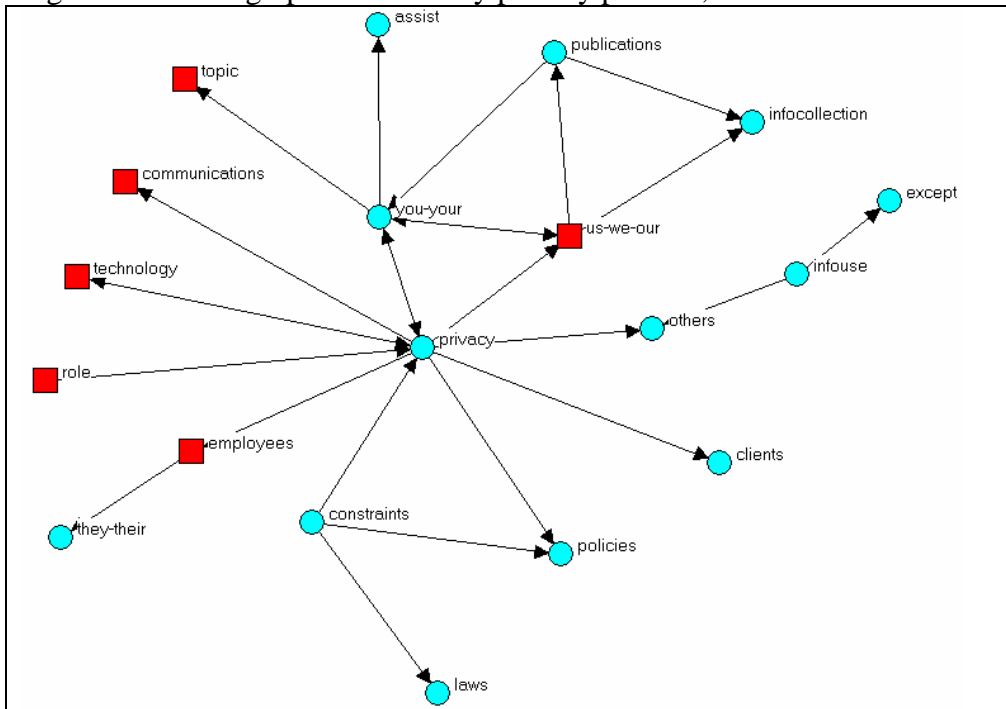 assist
publications
topic
infocollection
communications
except
you-your
us-we-our
technology
infouse
others
privacy
role
employees
clients
constraints
they-their
policies
laws